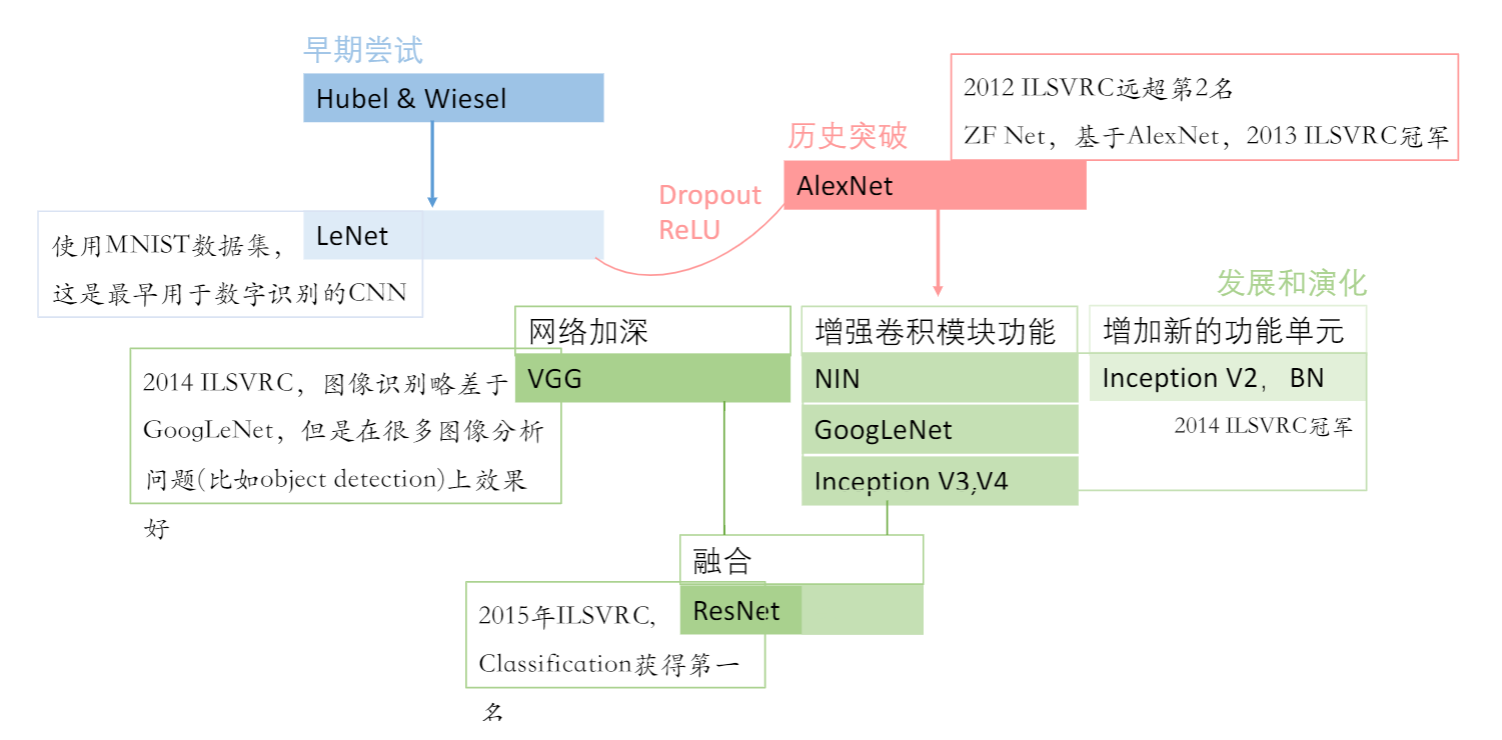 早期尝试
Hubel & Wiesel
2012 ILSVRC远超第2名
ZF Net，基于AlexNet，2013 ILSVRC冠军
历史突破
AlexNet
Dropout
ReLU
LeNet
使用MNIST数据集，
这是最早用于数字识别的CNN
发展和演化
网络加深
VGG
2014 ILSVRC，图像识别略差于
GoogLeNet，但是在很多图像分析
问题(比如object detection)上效果
好
增强卷积模块功能
NIN
GoogLeNet
Inception V3,V4
增加新的功能单元
Inception V2，BN
2014 ILSVRC冠军
融合
ResNet
2015年ILSVRC,
Classification获得第一
名